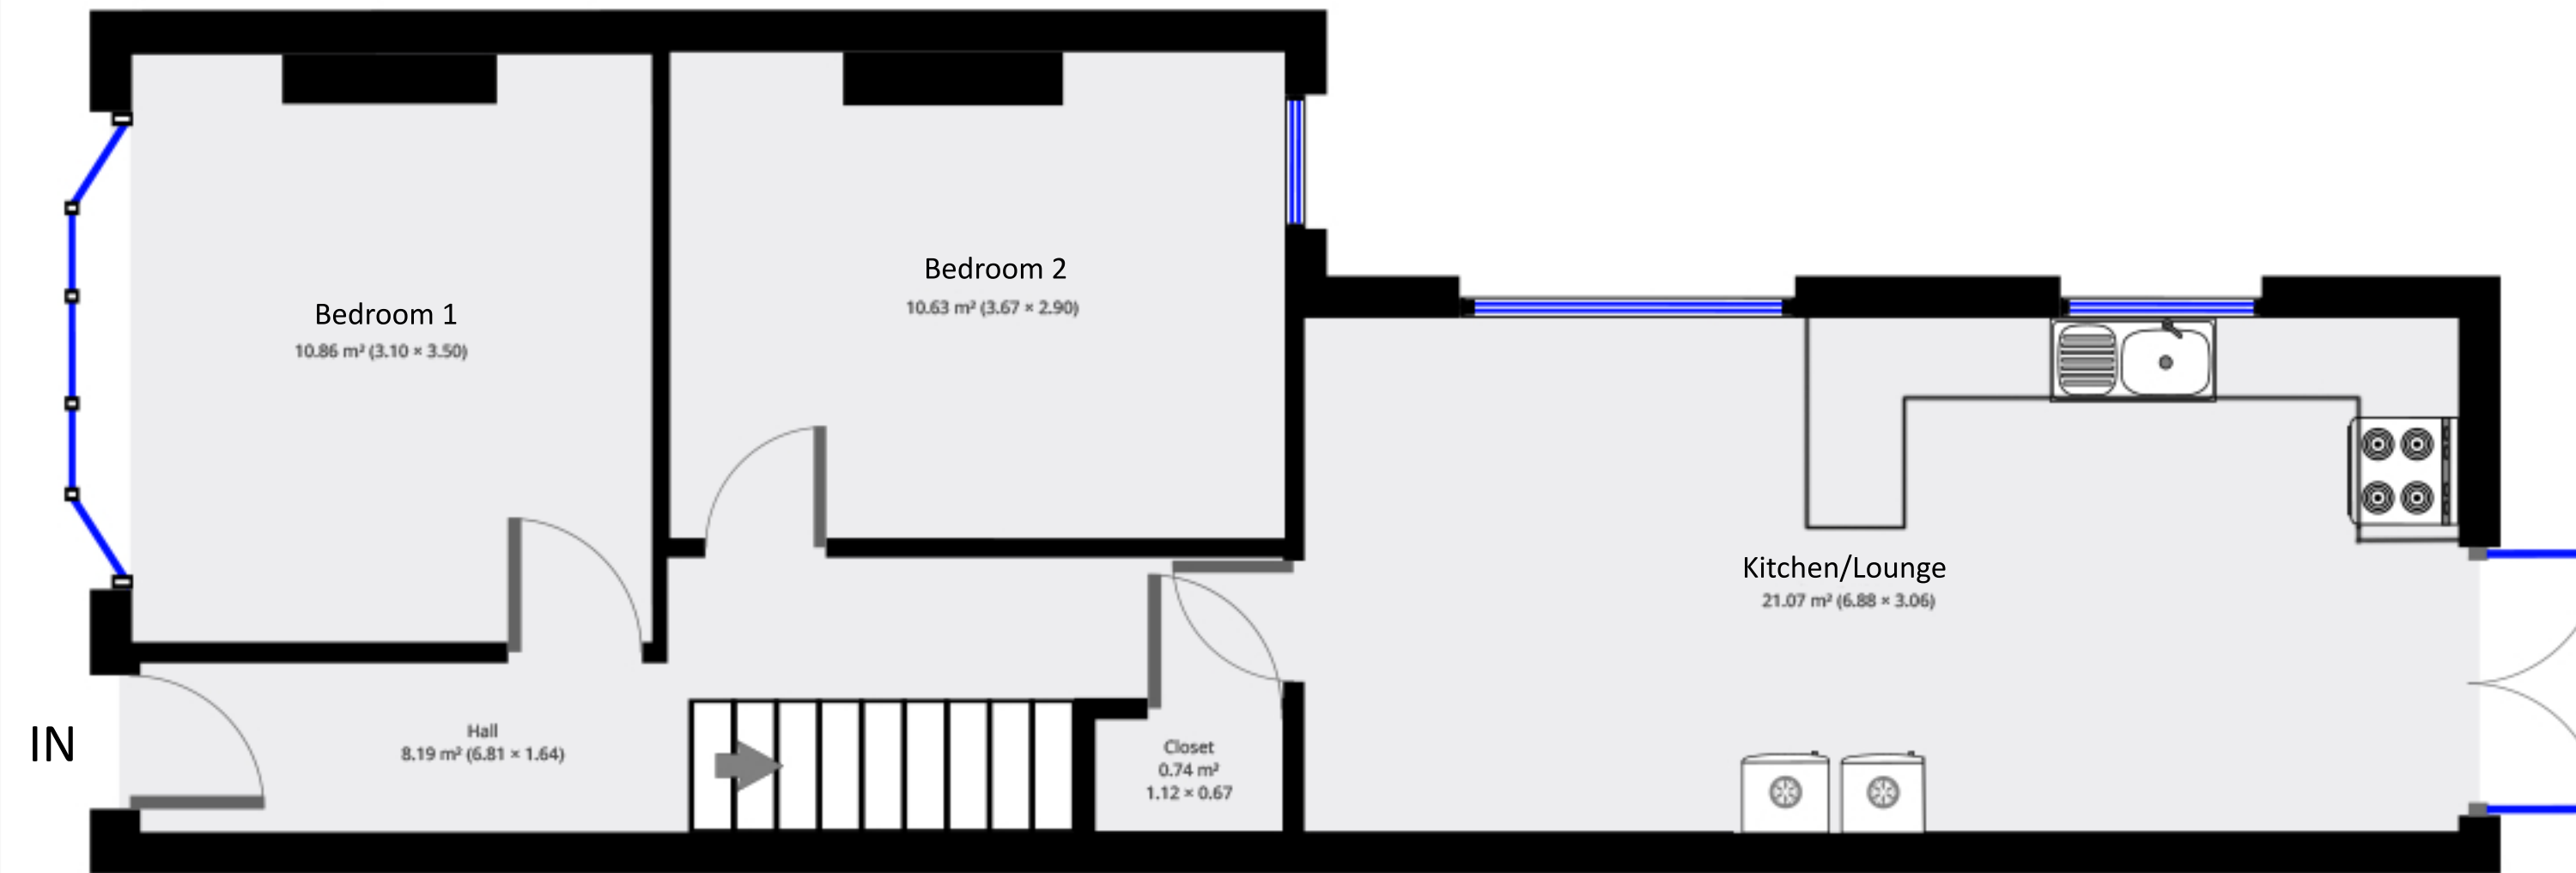 Bedroom 1
10.86 m² (3.10 × 3.50)
Bedroom 2
10.63 m² (3.67 × 2.90)
Kitchen/Lounge
21.07 m² (6.88 × 3.06)
IN
Hall
8.19 m² (6.81 × 1.64)
Closet
0.74 m²
1.12 × 0.67